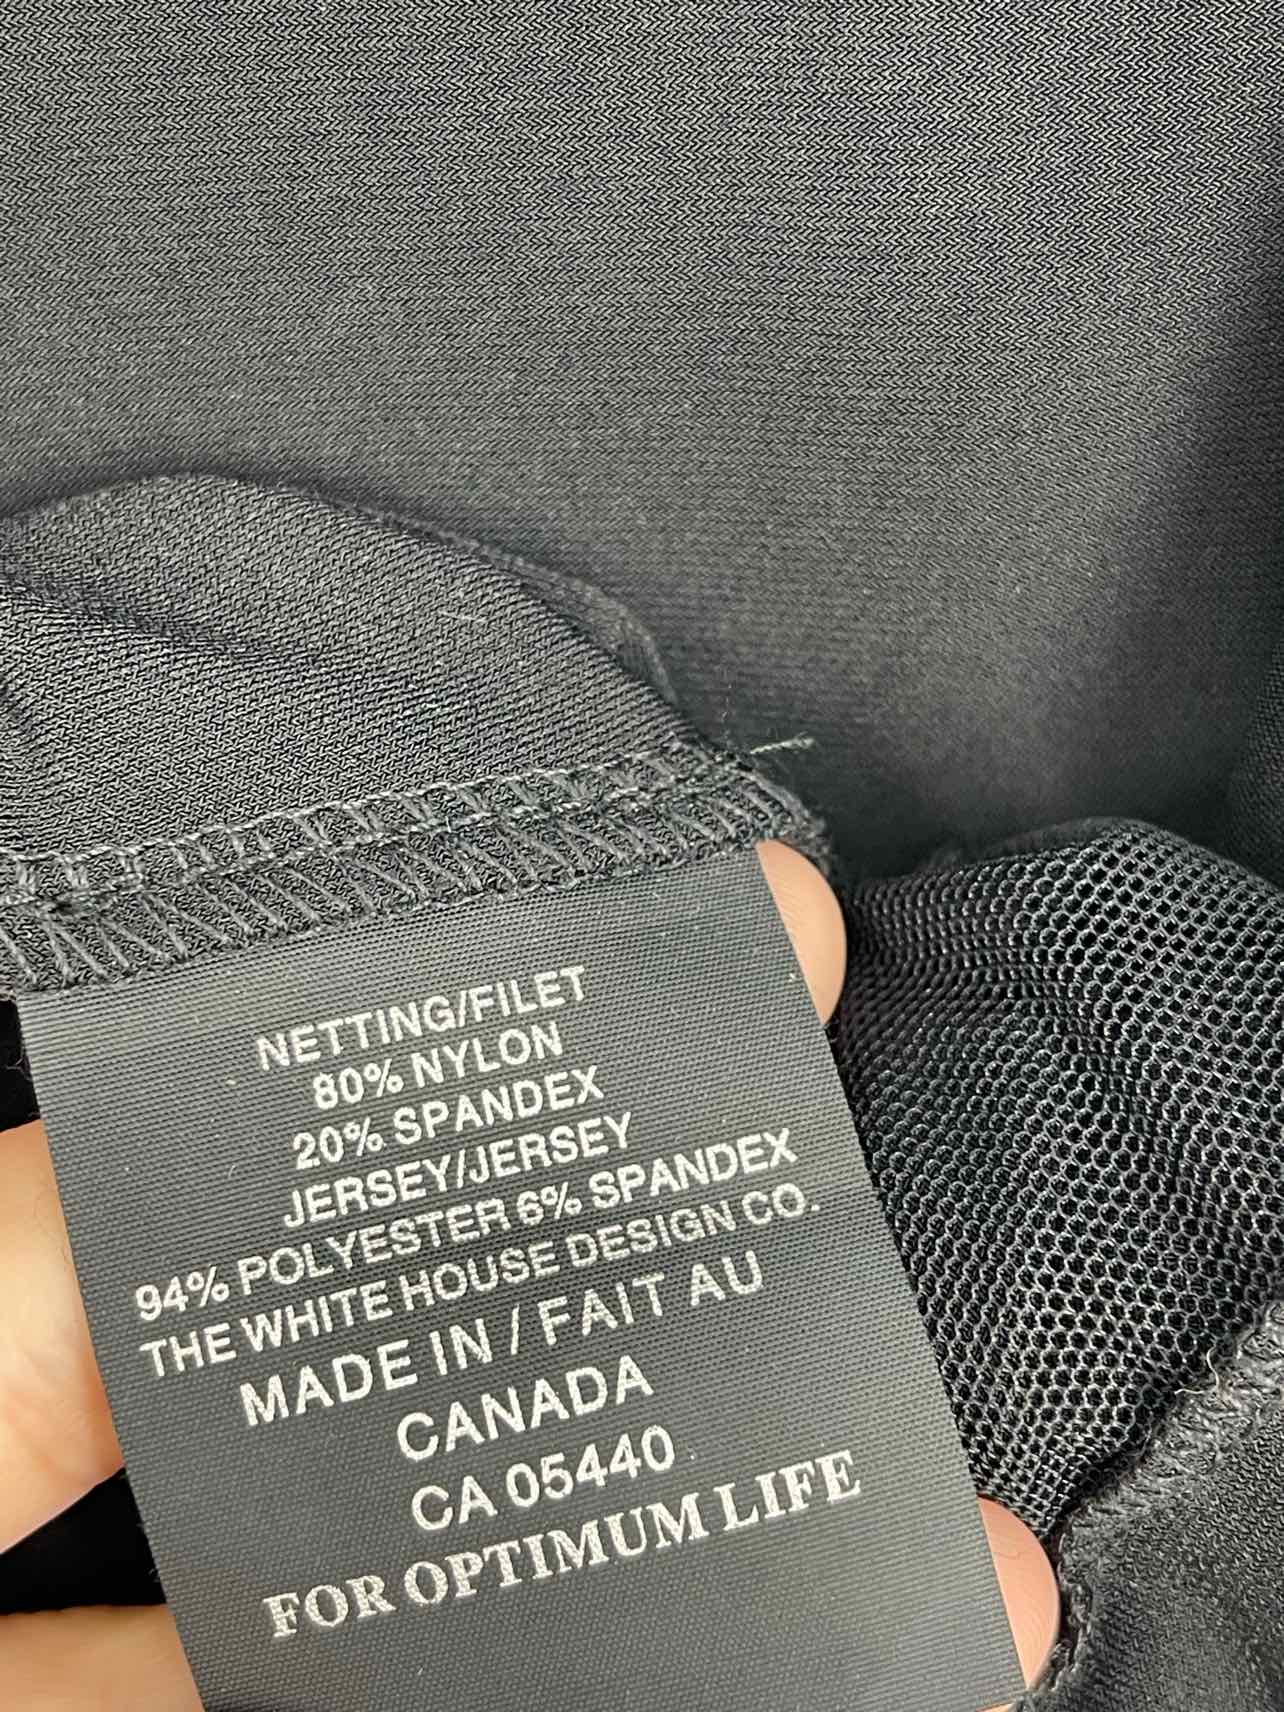 NETTING/FILET
80% NYLON
20% SPANDEX
JERSEY/JERSEY
94% POLYESTER 6% SPANDEX
THE WHITE HOUSE DESIGN CO.
MADE IN / FAIT AU
CANADA
CA 05440
FOR OPTIMUM LIFE